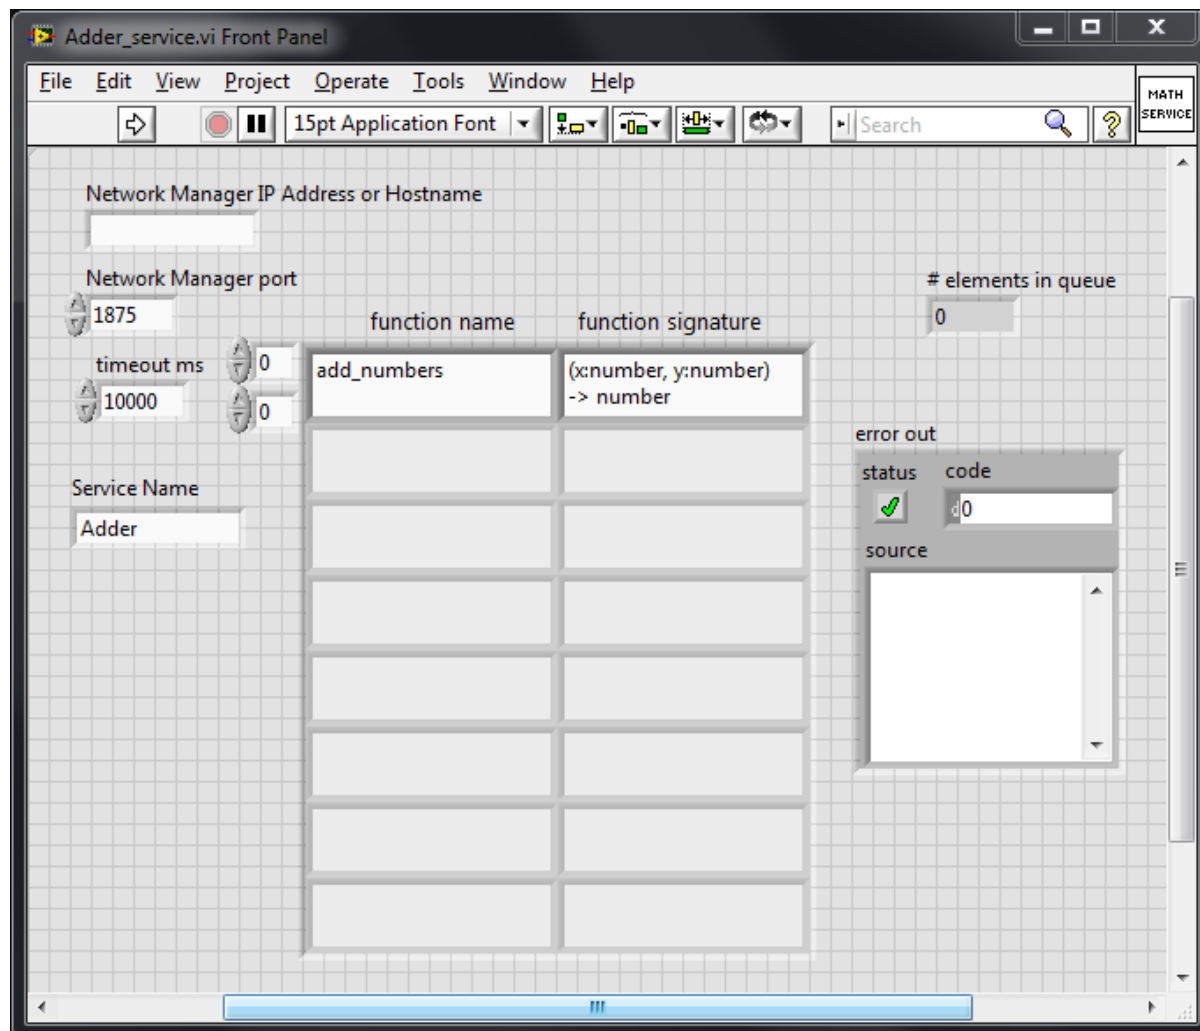 Adder_service.vi Front Panel
File Edit View Project Operate Tools Window Help
MATH
SERVICE
15pt Application Font
Search
Network Manager IP Address or Hostname
Network Manager port
1875
# elements in queue
0
function name
function signature
timeout ms
10000
0
0
add_numbers
(x:number, y:number)
-> number
Service Name
Adder
error out
status
code
d0
source